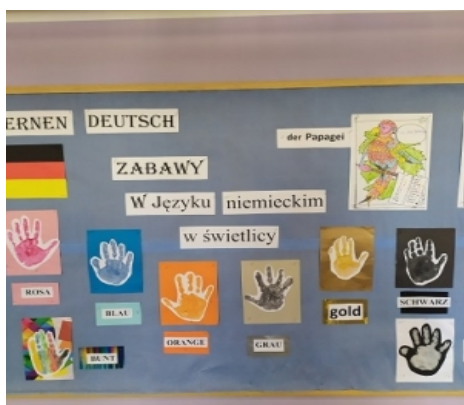 ERNEN DEUTSCH
der Papagei
ZABAWY
W Języku niemieckim
w świetlicy
ROSA
BLAU
ORANGE
GRAU
gold
SCHWARZ
BUNT